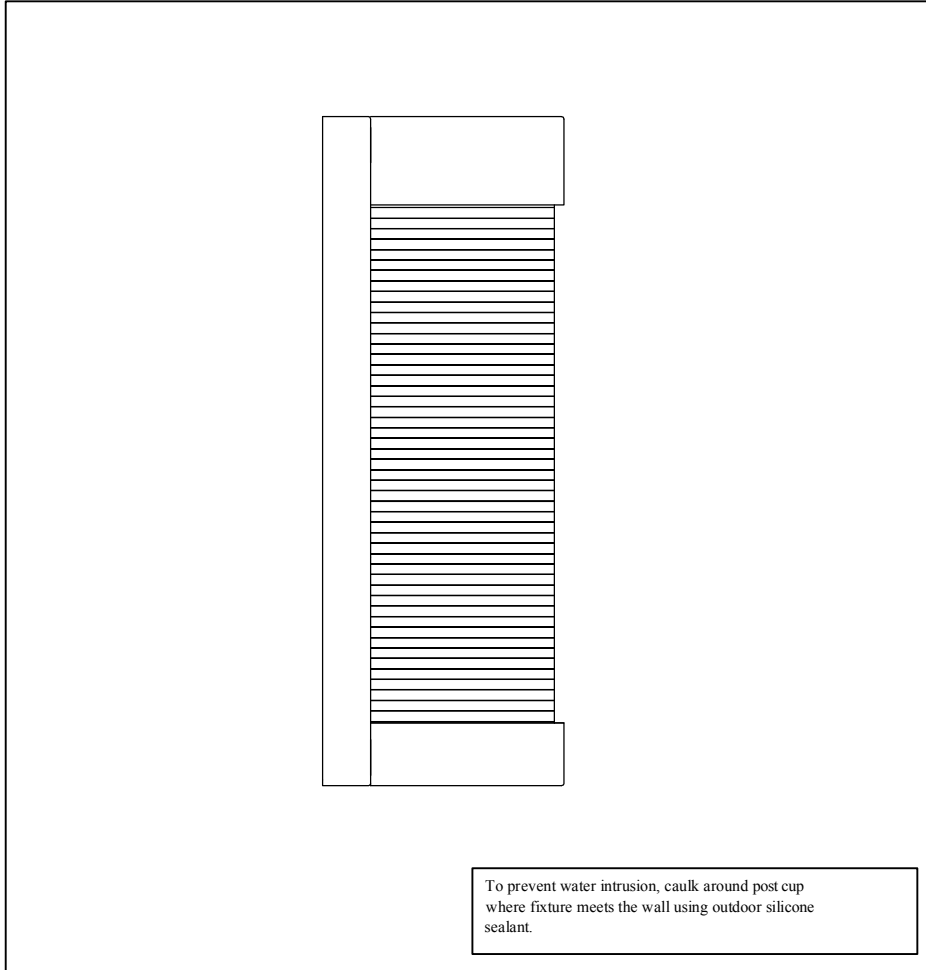 To prevent water intrusion, caulk around post cup
where fixture meets the wall using outdoor silicone
sealant.